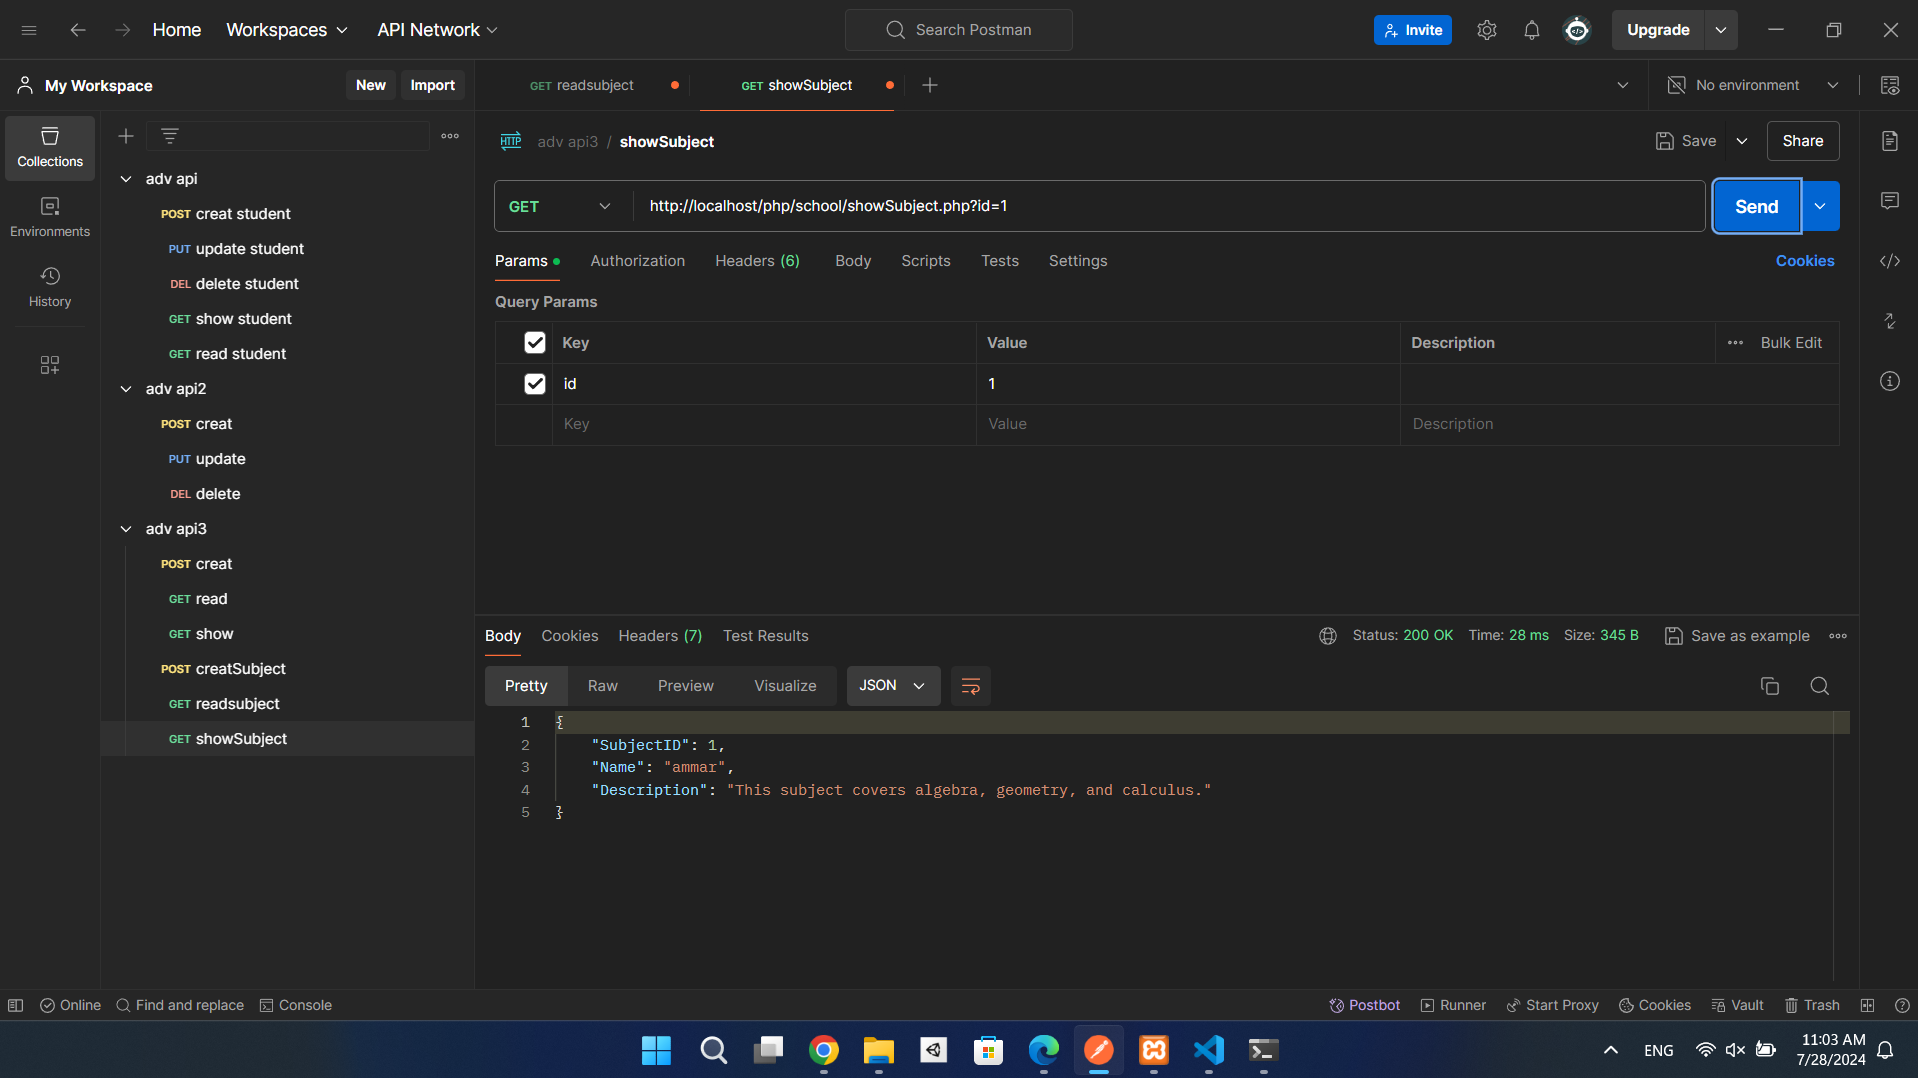 Home Workspaces API Network Search Postman Invite Upgrade
My Workspace New Import GET readsubject GET showSubject No environment
Collections
Environments
History
adv api
POST creat student
PUT update student
DEL delete student
GET show student
GET read student
adv api2
POST creat
PUT update
DEL delete
adv api3
POST creat
GET read
GET show
POST creatSubject
GET readsubject
GET showSubject
HTTP adv api3 / showSubject Save Share
GET http://localhost/php/school/showSubject.php?id=1 Send
Params Authorization Headers (6) Body Scripts Tests Settings Cookies
Query Params
Key Value Description Bulk Edit
id 1
Key Value Description
Body Cookies Headers (7) Test Results Status: 200 OK Time: 28 ms Size: 345 B Save as example
Pretty Raw Preview Visualize JSON
1 {
2 "SubjectID": 1,
3 "Name": "ammar",
4 "Description": "This subject covers algebra, geometry, and calculus."
5 }
Online Find and replace Console Postbot Runner Start Proxy Cookies Vault Trash
ENG 11:03 AM
7/28/2024